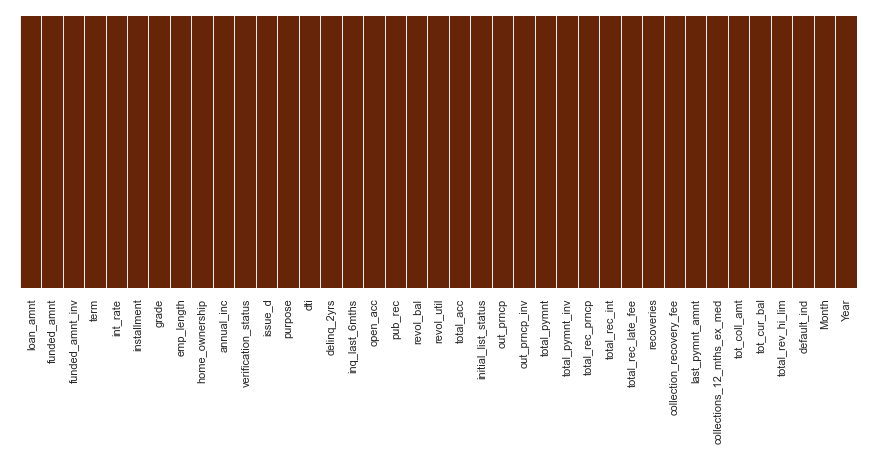 loan_amnt
funded_amnt
funded_amnt_inv
term
int_rate
installment
grade
emp_length
home_ownership
annual_inc
verification_status
issue_d
purpose
dti
delinq_2yrs
inq_last_6mths
open_acc
pub_rec
revol_bal
revol_util
total_acc
initial_list_status
out_prncp
out_prncp_inv
total_pymnt
total_pymnt_inv
total_rec_prncp
total_rec_int
total_rec_late_fee
recoveries
collection_recovery_fee
last_pymnt_amnt
collections_12_mths_ex_med
tot_coll_amt
tot_cur_bal
total_rev_hi_lim
default_ind
Month
Year